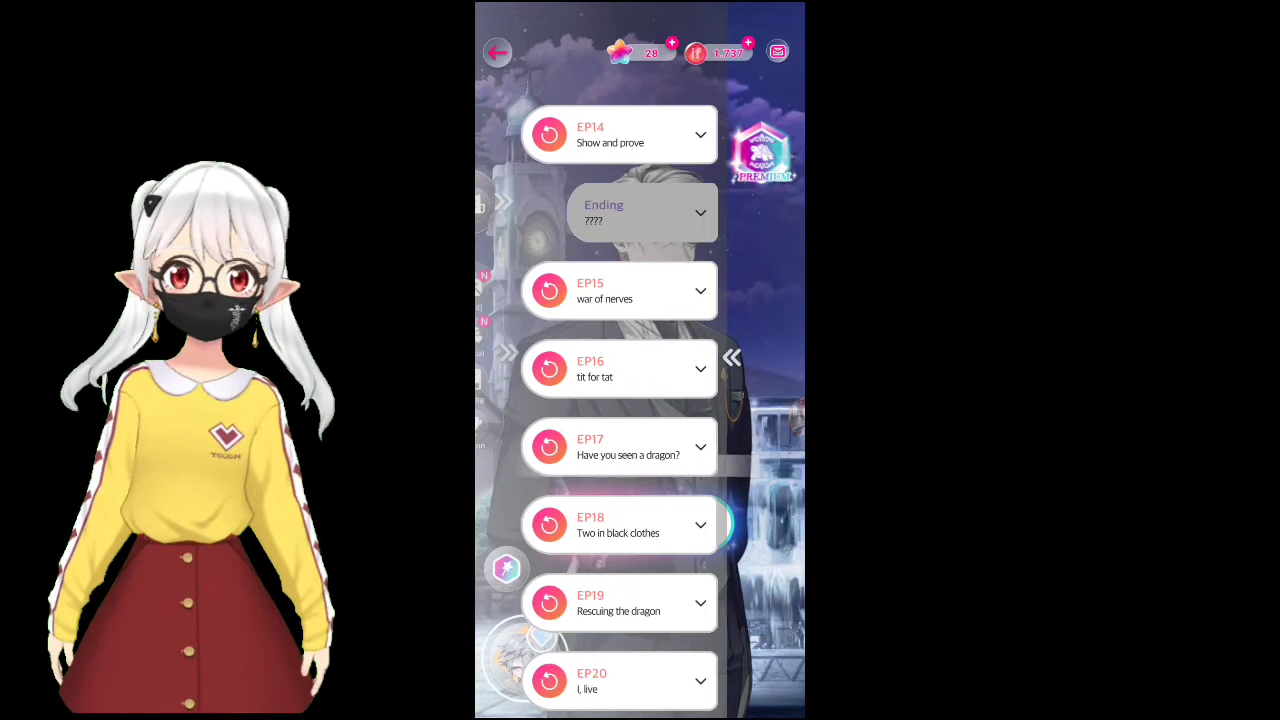 28
1.737
EP14
Show and prove
PREMIUM
Ending
????
EP15
war of nerves
N
N
EP16
tit for tat
EP17
Have you seen a dragon?
TOUGH
EP18
Two in black clothes
EP19
Rescuing the dragon
EP20
I, live